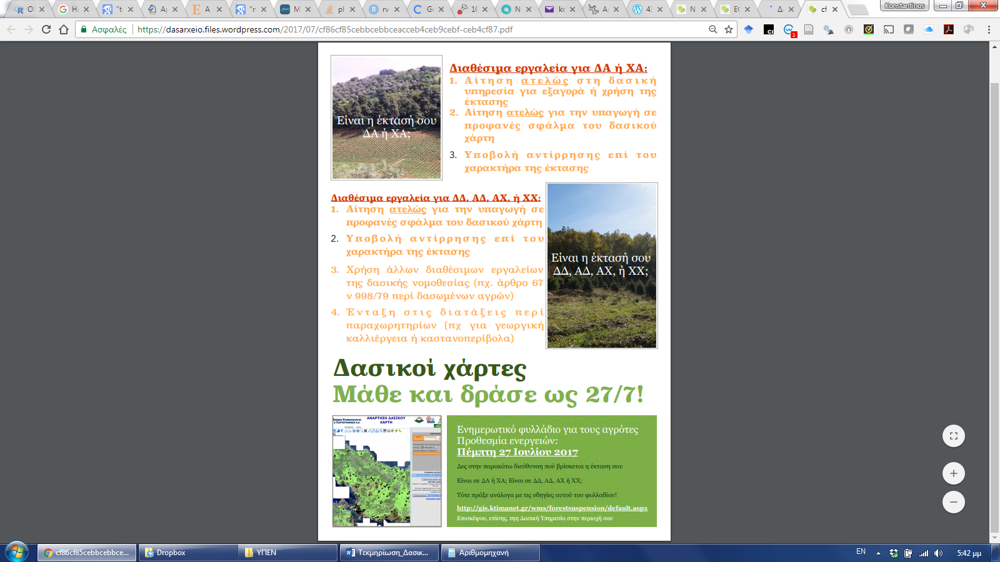 Konstantinos
Ασφαλές
https://dasarxeio.files.wordpress.com/2017/07/cf86cf85cebbcebbceacceb4ceb9cebf-ceb4cf87.pdf
Διαθέσιμα εργαλεία για ΔΑ ή ΧΑ:
1. Αίτηση ατελώς στη δασική
υπηρεσία για εξαγορά ή χρήση της
έκτασης
2. Αίτηση ατελώς για την υπαγωγή σε
προφανές σφάλμα του δασικού
χάρτη
3. Υποβολή αντίρρησης επί του
χαρακτήρα της έκτασης
Είναι η έκτασή σου
ΔΑ ή ΧΑ;
Διαθέσιμα εργαλεία για ΔΔ, ΑΔ, ΑΧ, ή ΧΧ:
1. Αίτηση ατελώς για την υπαγωγή σε
προφανές σφάλμα του δασικού χάρτη
2. Υποβολή αντίρρησης επί του
χαρακτήρα της έκτασης
3. Χρήση άλλων διαθέσιμων εργαλείων
της δασικής νομοθεσίας (πχ. άρθρο 67
ν 998/79 περί δασωμένων αγρών)
4. Ένταξη στις διατάξεις περί
παραχωρητηρίων (πχ για γεωργική
καλλιέργεια ή καστανοπερίβολα)
Είναι η έκτασή σου
ΔΔ, ΑΔ, ΑΧ, ή ΧΧ;
Δασικοί χάρτες
Μάθε και δράσε ως 27/7!
ΑΝΑΡΤΗΣΗ ΔΑΣΙΚΟΥ
ΧΑΡΤΗ
Ενημερωτικό φυλλάδιο για τους αγρότες
Προθεσμία ενεργειών:
Πέμπτη 27 Ιουλίου 2017
Δες στην παρακάτω διεύθυνση πού βρίσκεται η έκταση σου
Είναι σε ΔΑ ή ΧΑ; Είναι σε ΔΔ, ΑΔ, ΑΧ ή ΧΧ;
Τότε πράξε ανάλογα με τις οδηγίες αυτού του φυλλαδίου!
http://gis.ktimanet.gr/wms/forestsuspension/default.aspx
Επισκέψου, επίσης, τηη Δασική Υπηρεσία στην περιοχή σου
cf86cf85cebbcebbce...
Dropbox
ΥΠΕΝ
Τεκμηρίωση_Δασικ...
Αριθμομηχανή
EN
5:42 μμ